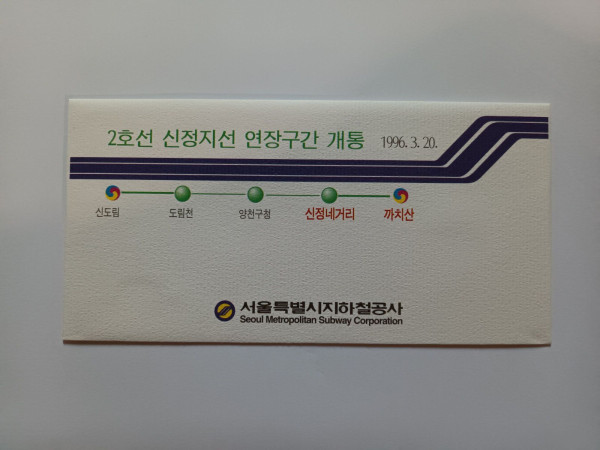 2호선 신정지선 연장구간 개통 1996. 3. 20.
신도림 도림천 양천구청 신정네거리 까치산
서울특별시지하철공사
Seoul Metropolitan Subway Corporation